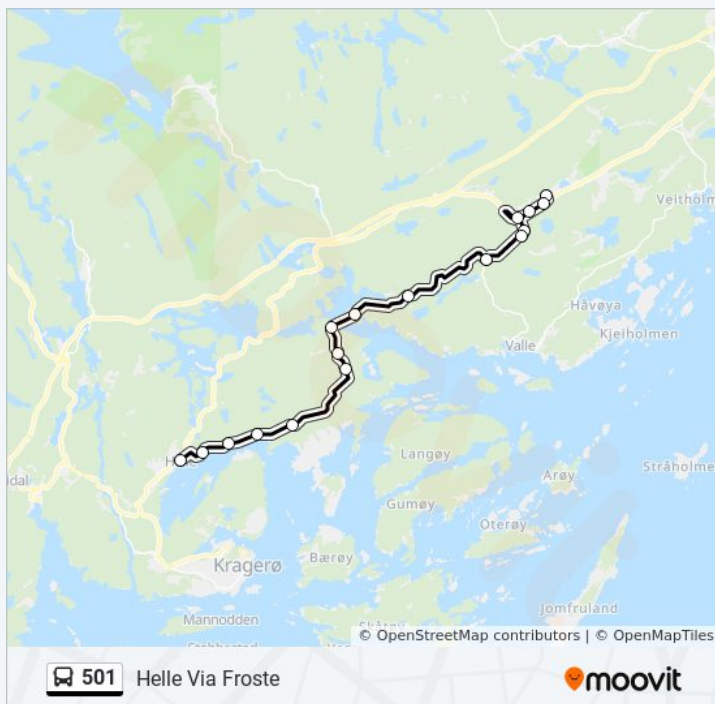 Veitholm
Håvøya
Kjeiholmen
Valle
Langøy
Stråholme
Arøy
idal
Gumøy
Oterøy
Bærøy
Kragerø
Jomfruland
Mannodden
© OpenStreetMap contributors | © OpenMapTiles
501 Helle Via Froste
moovit